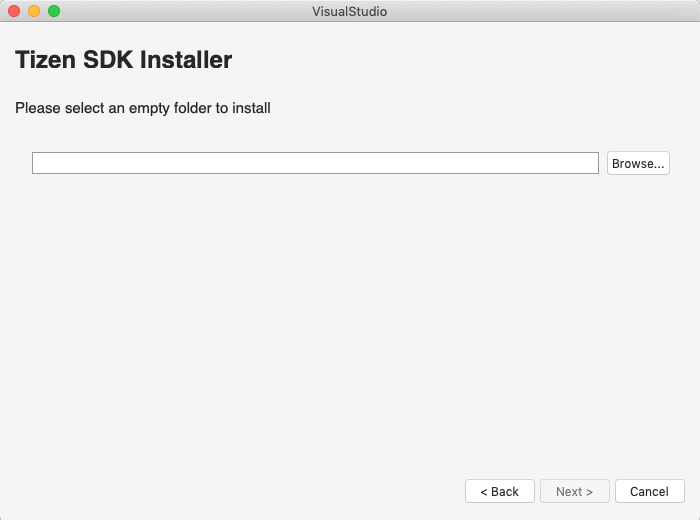 VisualStudio
Tizen SDK Installer
Please select an empty folder to install
Browse...
< Back
Next >
Cancel